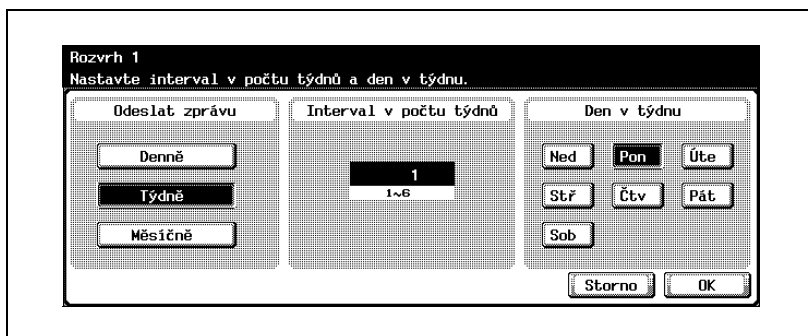 Rozvrh 1
Nastavte interval v počtu týdnů a den v týdnu.
Odeslat zprávu
Denně
Týdně
Měsíčně
Interval v počtu týdnů
1
1~6
Den v týdnu
Ned Pon Úte
Stř Čtv Pát
Sob
Storno OK